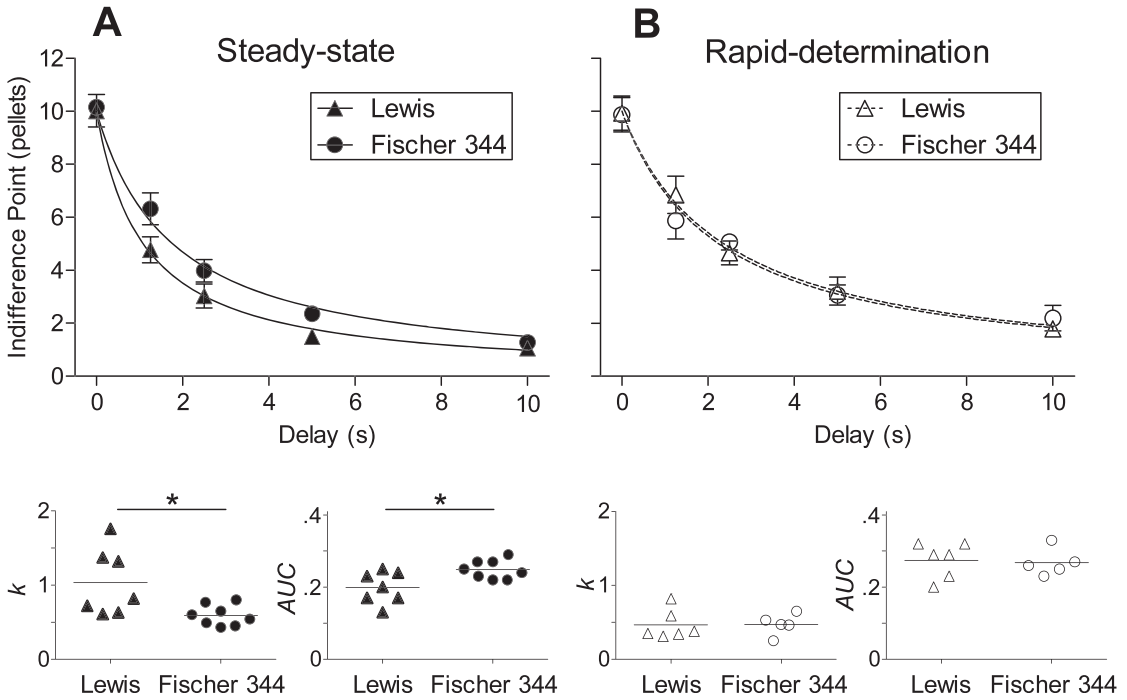 A
B
Steady-state
Rapid-determination
Indifference Point (pellets)
12
10
8
6
4
2
0
Lewis
Fischer 344
Lewis
Fischer 344
0 2 4 6 8 10
0 2 4 6 8 10
Delay (s)
Delay (s)
k
2
1
0
*
Lewis Fischer 344
AUC
.4
.2
0
*
Lewis Fischer 344
k
2
1
0
Lewis Fischer 344
AUC
.4
.2
0
Lewis Fischer 344